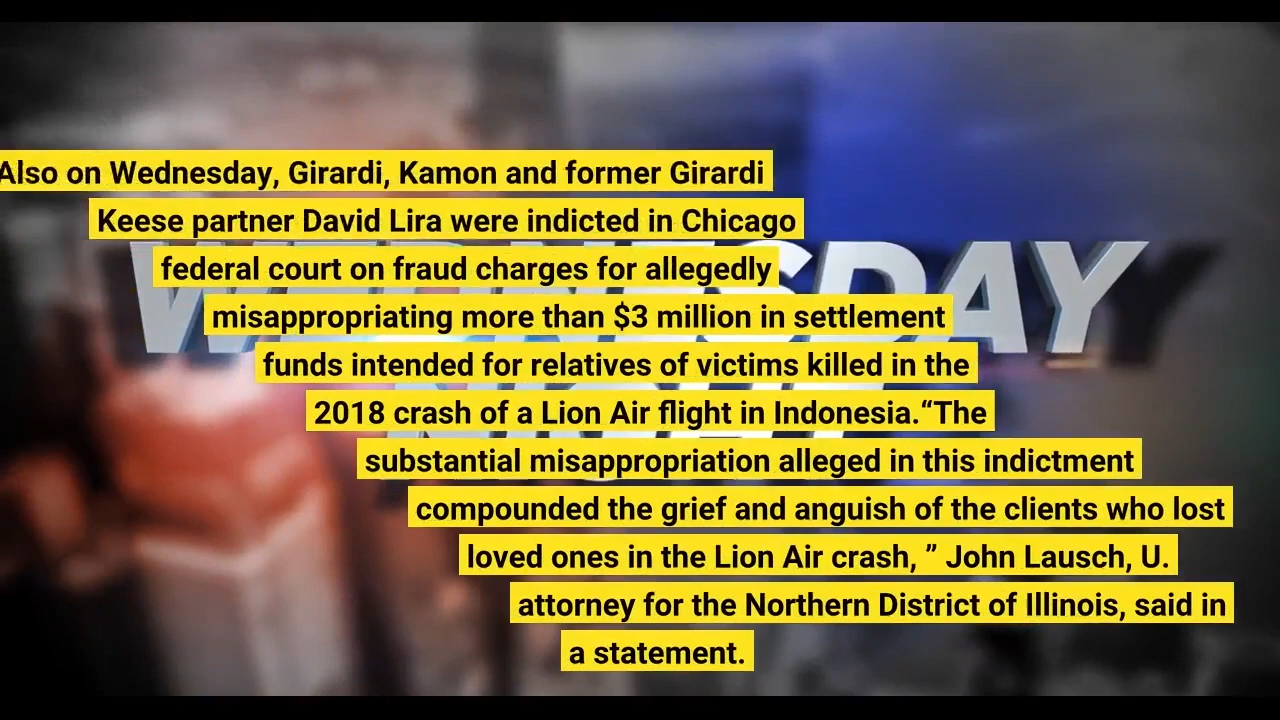 Also on Wednesday, Girardi, Kamon and former Girardi
Keese partner David Lira were indicted in Chicago
federal court on fraud charges for allegedly
misappropriating more than $3 million in settlement
funds intended for relatives of victims killed in the
2018 crash of a Lion Air flight in Indonesia.“The
substantial misappropriation alleged in this indictment
compounded the grief and anguish of the clients who lost
loved ones in the Lion Air crash, ” John Lausch, U.
attorney for the Northern District of Illinois, said in
a statement.
WEDNESDAY
NIGHT